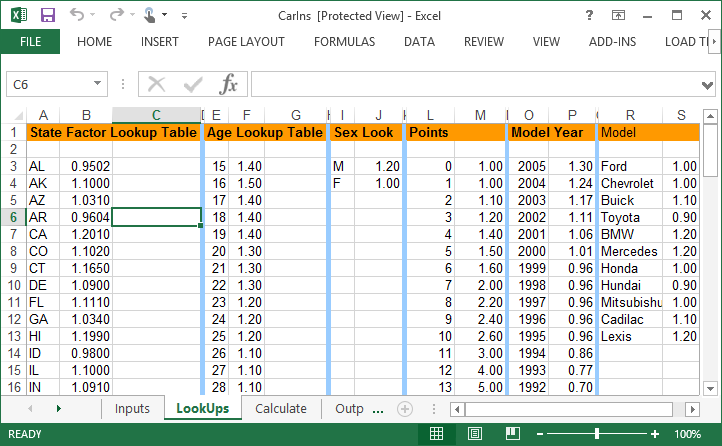 CarIns [Protected View] - Excel
FILE HOME INSERT PAGE LAYOUT FORMULAS DATA REVIEW VIEW ADD-INS LOAD TI
C6 fx
A B C D E F G H I J K L M N O P Q R S
1 State Factor Lookup Table Age Lookup Table Sex Look Points Model Year Model
2
3 AL 0.9502 15 1.40 M 1.20 0 1.00 2005 1.30 Ford 1.00
4 AK 1.1000 16 1.50 F 1.00 1 1.00 2004 1.24 Chevrolet 1.00
5 AZ 1.0310 17 1.40 2 1.10 2003 1.17 Buick 1.10
6 AR 0.9604 18 1.40 3 1.20 2002 1.11 Toyota 0.90
7 CA 1.2010 19 1.40 4 1.40 2001 1.06 BMW 1.20
8 CO 1.1020 20 1.30 5 1.50 2000 1.01 Mercedes 1.20
9 CT 1.1650 21 1.30 6 1.60 1999 0.96 Honda 1.00
10 DE 1.0900 22 1.30 7 2.00 1998 0.96 Hundai 0.90
11 FL 1.1110 23 1.20 8 2.20 1997 0.96 Mitsubishu 1.00
12 GA 1.0340 24 1.20 9 2.40 1996 0.96 Cadilac 1.10
13 HI 1.1990 25 1.20 10 2.60 1995 0.96 Lexis 1.20
14 ID 0.9800 26 1.10 11 3.00 1994 0.86
15 IL 1.1000 27 1.10 12 4.00 1993 0.77
16 IN 1.0910 28 1.10 13 5.00 1992 0.70
Inputs LookUps Calculate Outp ...
READY 100%